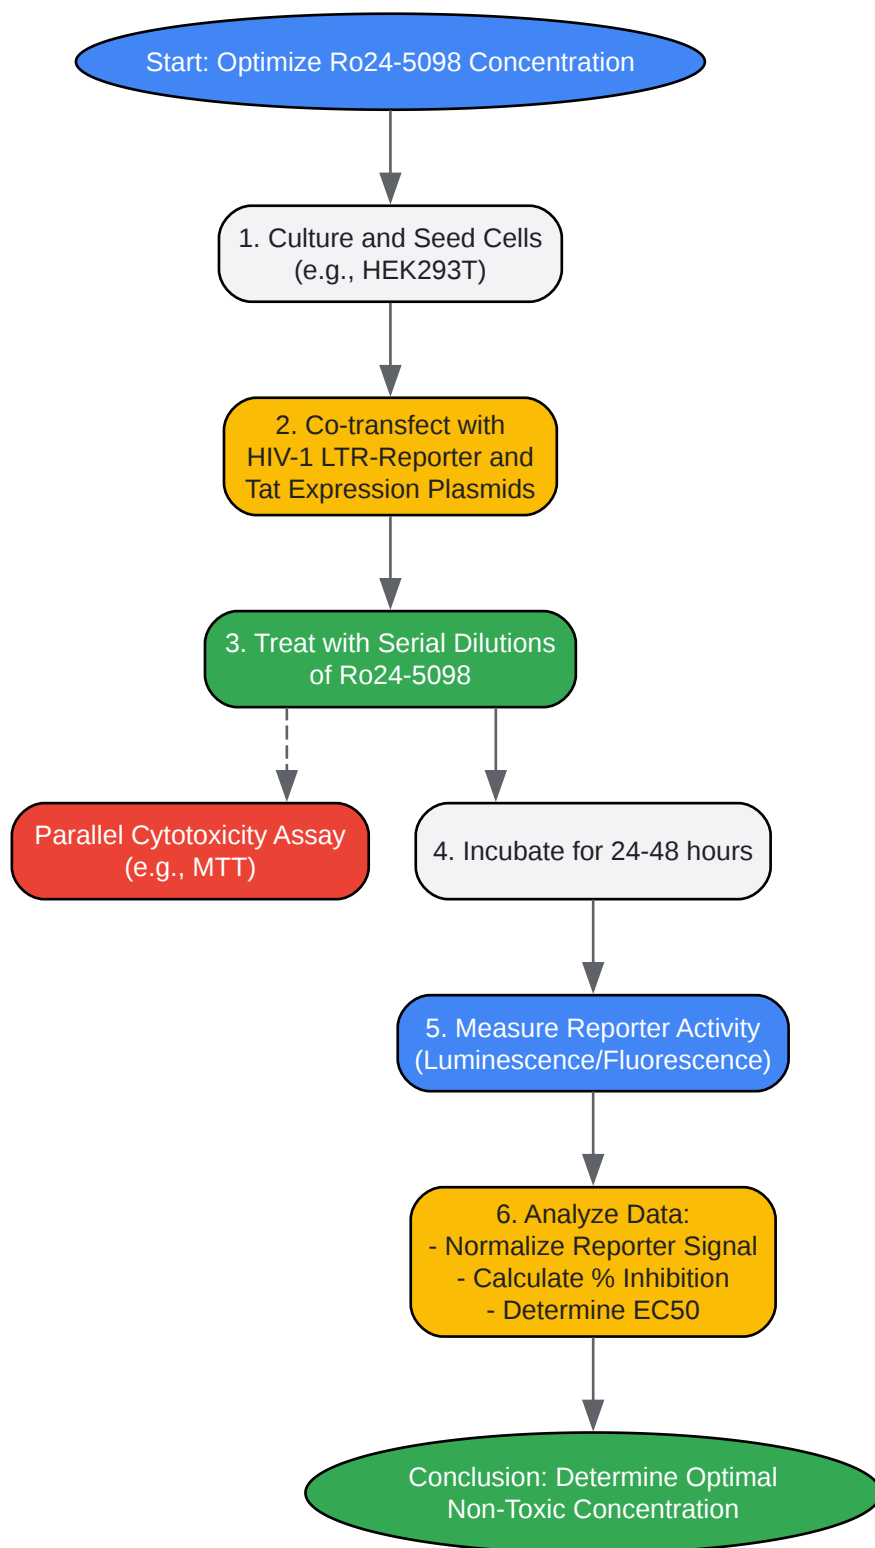 Start: Optimize Ro24-5098 Concentration
1. Culture and Seed Cells
(e.g., HEK293T)
2. Co-transfect with
HIV-1 LTR-Reporter and
Tat Expression Plasmids
3. Treat with Serial Dilutions
of Ro24-5098
Parallel Cytotoxicity Assay
(e.g., MTT)
4. Incubate for 24-48 hours
5. Measure Reporter Activity
(Luminescence/Fluorescence)
6. Analyze Data:
- Normalize Reporter Signal
- Calculate % Inhibition
- Determine EC50
Conclusion: Determine Optimal
Non-Toxic Concentration